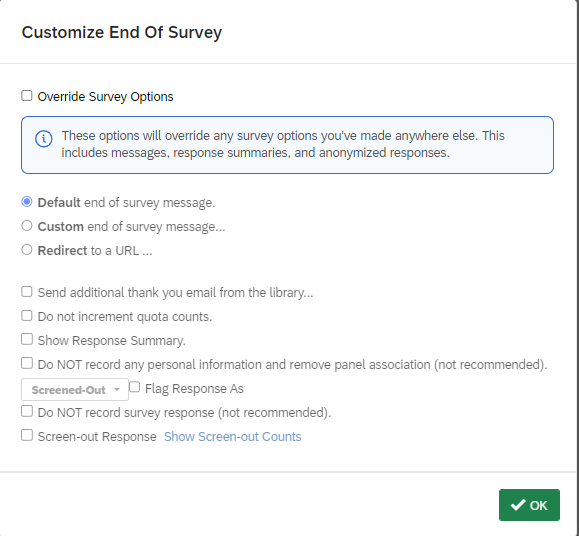 Customize End Of Survey
Override Survey Options
These options will override any survey options you've made anywhere else. This
includes messages, response summaries, and anonymized responses.
Default end of survey message.
Custom end of survey message...
Redirect to a URL ...
Send additional thank you email from the library...
Do not increment quota counts.
Show Response Summary.
Do NOT record any personal information and remove panel association (not recommended).
Screened-Out Flag Response As
Do NOT record survey response (not recommended).
Screen-out Response Show Screen-out Counts
OK